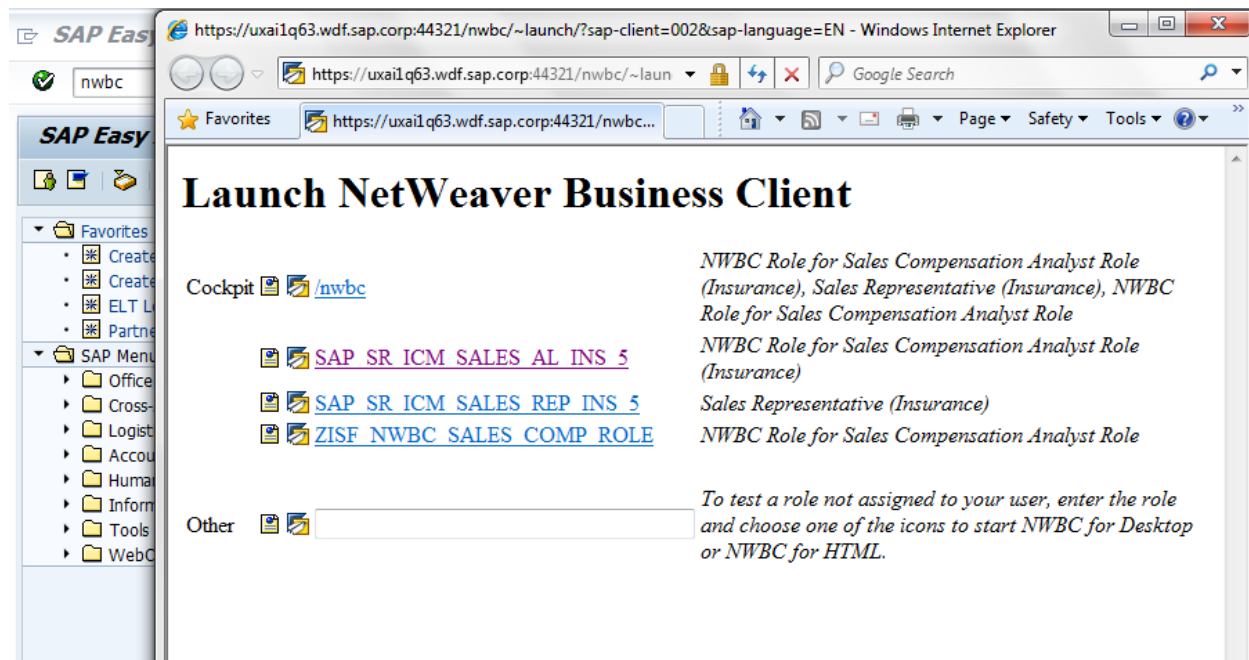 SAP Easy
https://uxai1q63.wdf.sap.corp:44321/nwbc/~launch/?sap-client=002&sap-language=EN - Windows Internet Explorer
nwbc
https://uxai1q63.wdf.sap.corp:44321/nwbc/~laun
Google Search
Favorites
https://uxai1q63.wdf.sap.corp:44321/nwbc...
Page
Safety
Tools
SAP Easy
Favorites
Create
Create
ELT
Partne
SAP Menu
Office
Cross-
Logist
Accou
Human
Inform
Tools
WebC
Launch NetWeaver Business Client
Cockpit /nwbc
NWBC Role for Sales Compensation Analyst Role
(Insurance), Sales Representative (Insurance), NWBC
Role for Sales Compensation Analyst Role
SAP_SR_ICM_SALES_AL_INS_5
NWBC Role for Sales Compensation Analyst Role
(Insurance)
SAP_SR_ICM_SALES_REP_INS_5 Sales Representative (Insurance)
ZISF_NWBC_SALES_COMP_ROLE NWBC Role for Sales Compensation Analyst Role
Other
To test a role not assigned to your user, enter the role
and choose one of the icons to start NWBC for Desktop
or NWBC for HTML.